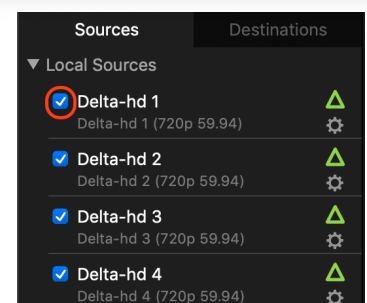 Sources Destinations
Local Sources
Delta-hd 1
Delta-hd 1 (720p 59.94)
Delta-hd 2
Delta-hd 2 (720p 59.94)
Delta-hd 3
Delta-hd 3 (720p 59.94)
Delta-hd 4
Delta-hd 4 (720p 59.94)